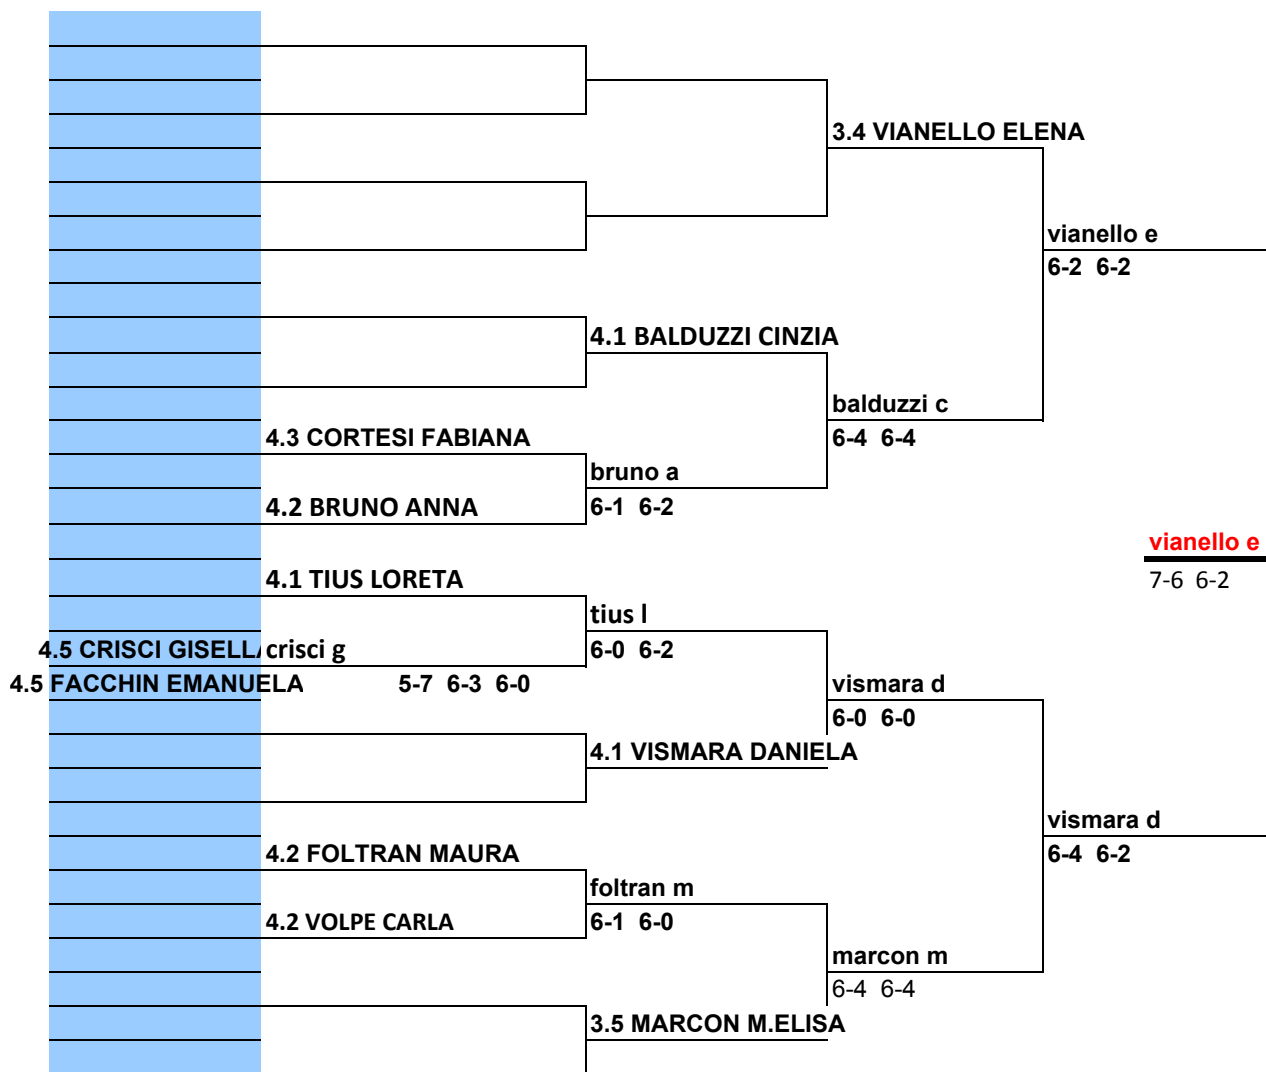 3.4 VIANELLO ELENA
vianello e
6-2 6-2
4.1 BALDUZZI CINZIA
balduzzi c
4.3 CORTESI FABIANA
6-4 6-4
bruno a
4.2 BRUNO ANNA
6-1 6-2
vianello e
4.1 TIUS LORETA
7-6 6-2
tius l
4.5 CRISCI GISELL
crisci g
6-0 6-2
4.5 FACCHIN EMANUELA
5-7 6-3 6-0
vismara d
6-0 6-0
4.1 VISMARA DANIELA
vismara d
4.2 FOLTRAN MAURA
6-4 6-2
foltran m
4.2 VOLPE CARLA
6-1 6-0
marcon m
6-4 6-4
3.5 MARCON M.ELISA